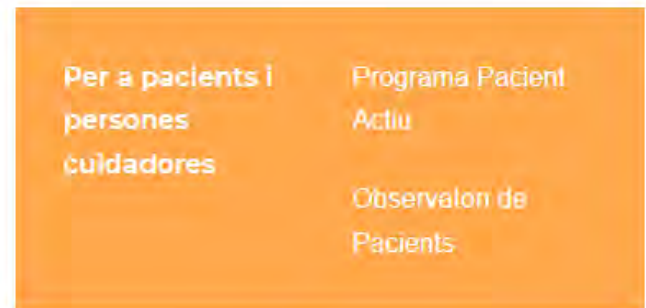 Per a pacients i
persones
cuidadores
Programa Pacient
Actiu
Observatori de
Pacients